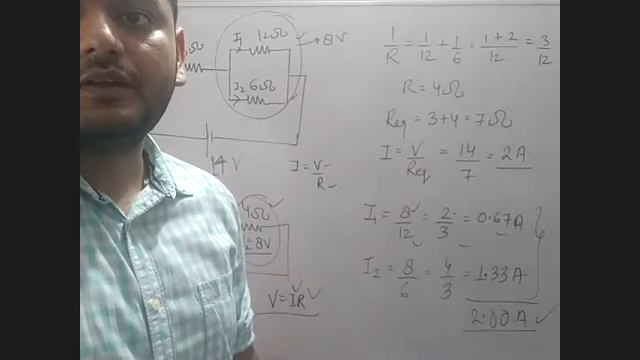 I₁ 12Ω
8V
Ω
I₂ 6Ω
14 V
I = V/R
4Ω
= 8V
V = IR
1/R = 1/12 + 1/6 = (1 + 2)/12 = 3/12
R = 4Ω
Req = 3 + 4 = 7Ω
I = V/Req = 14/7 = 2A
I₁ = 8/12 = 2/3 = 0.67A
I₂ = 8/6 = 4/3 = 1.33A
2.00A